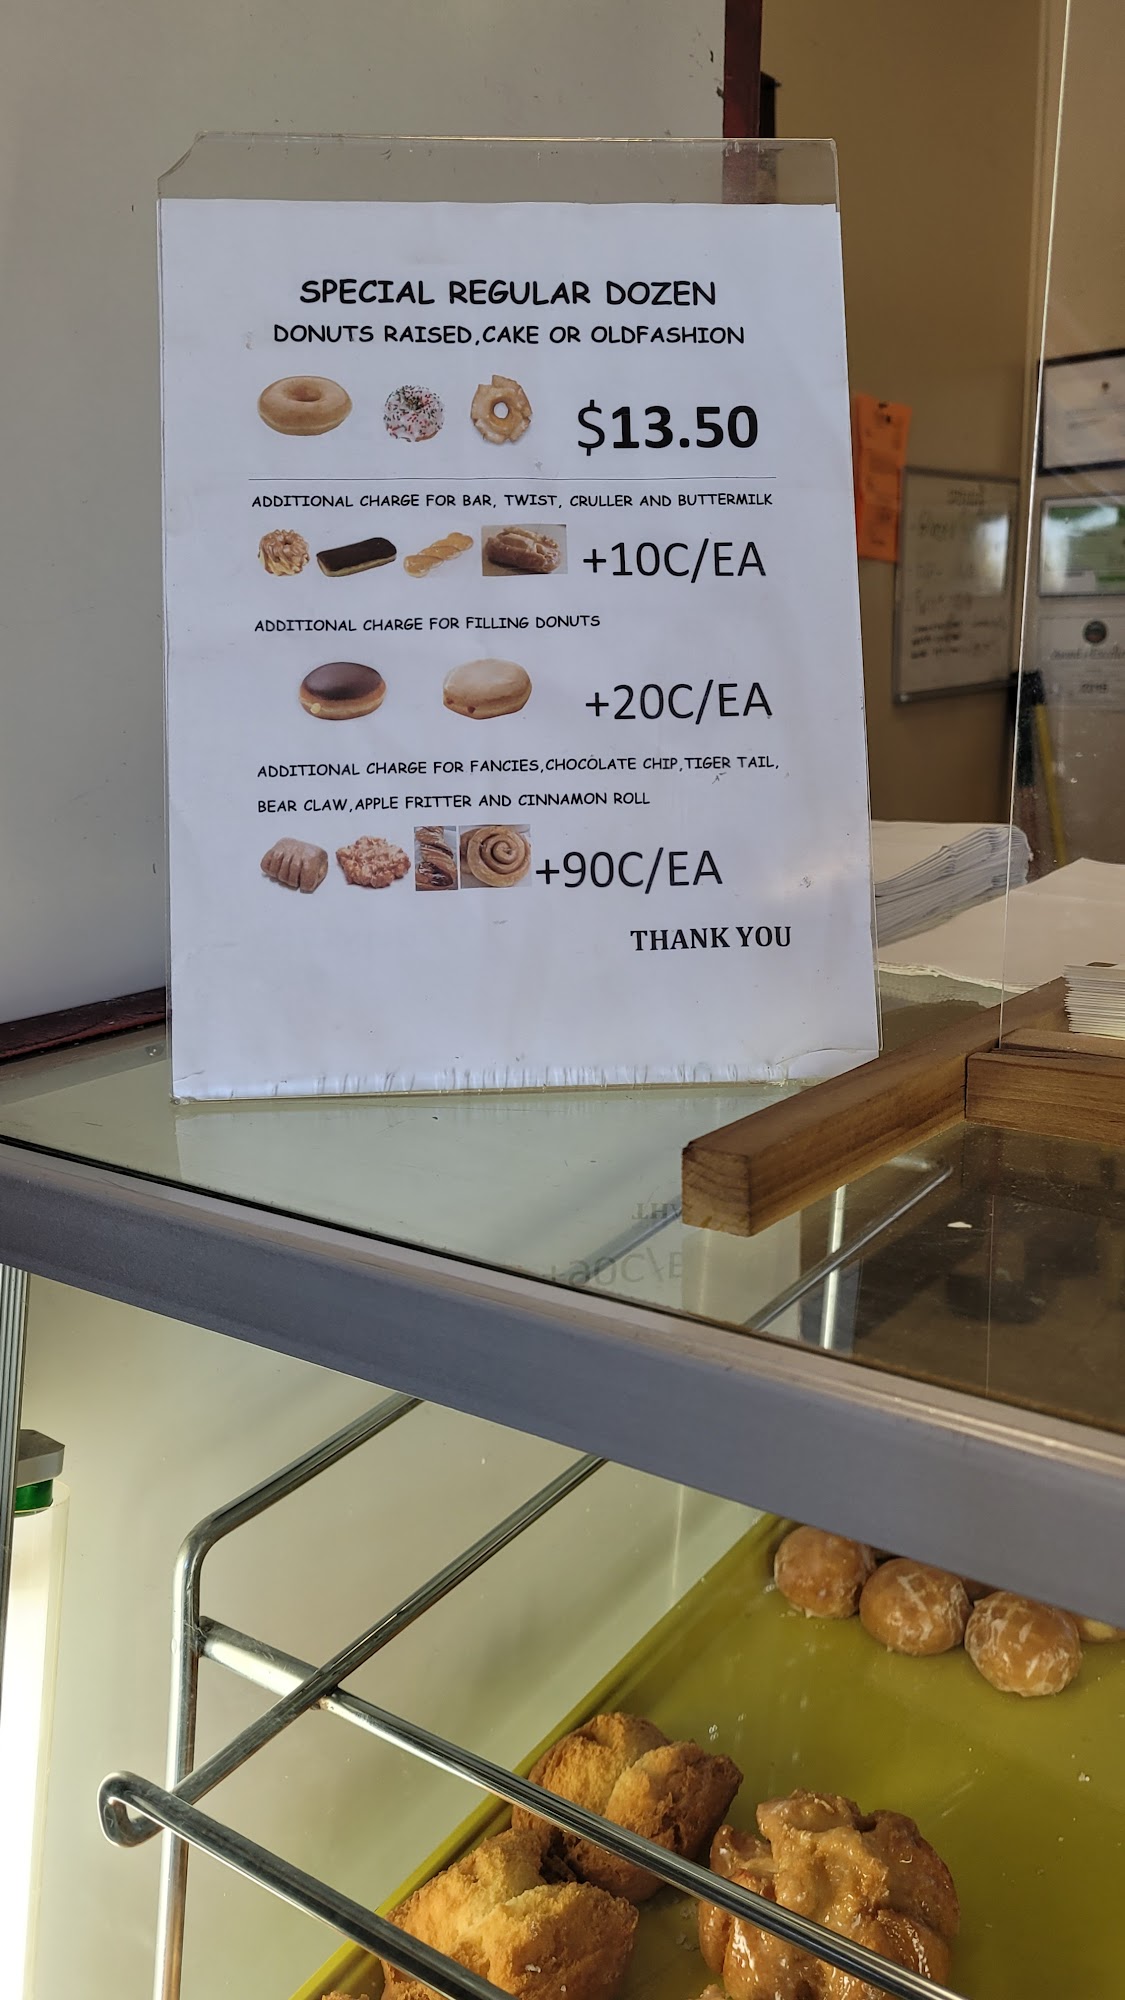 SPECIAL REGULAR DOZEN
DONUTS RAISED,CAKE OR OLDFASHION
$13.50
ADDITIONAL CHARGE FOR BAR, TWIST, CRULLER AND BUTTERMILK
+10C/EA
ADDITIONAL CHARGE FOR FILLING DONUTS
+20C/EA
ADDITIONAL CHARGE FOR FANCIES,CHOCOLATE CHIP,TIGER TAIL,
BEAR CLAW,APPLE FRITTER AND CINNAMON ROLL
+90C/EA
THANK YOU